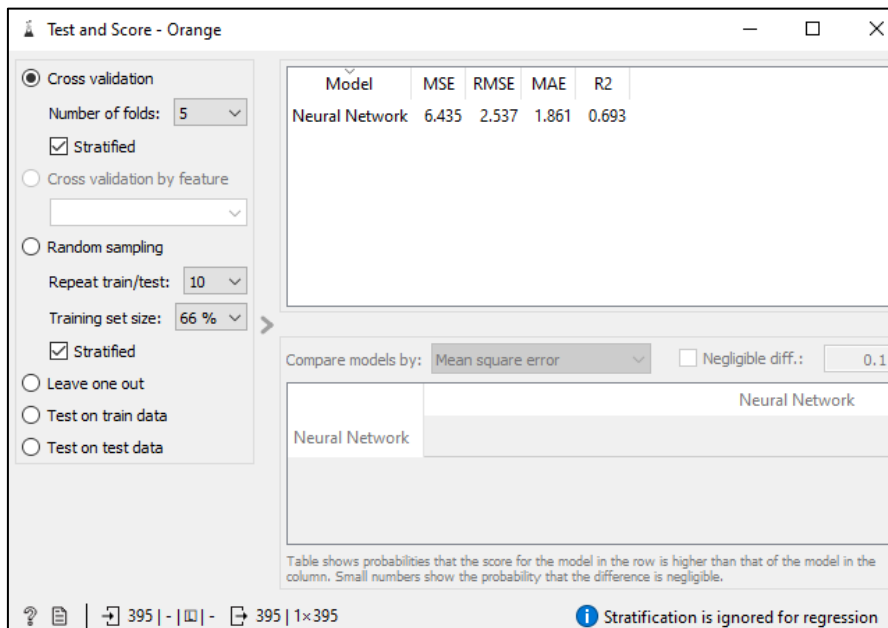 Test and Score - Orange
Cross validation
Number of folds: 5
Stratified
Cross validation by feature
Random sampling
Repeat train/test: 10
Training set size: 66 %
Stratified
Leave one out
Test on train data
Test on test data
Model MSE RMSE MAE R2
Neural Network 6.435 2.537 1.861 0.693
Compare models by: Mean square error Negligible diff.: 0.1
Neural Network
Neural Network
Table shows probabilities that the score for the model in the row is higher than that of the model in the
column. Small numbers show the probability that the difference is negligible.
? 395 | - | - 395 | 1×395 Stratification is ignored for regression